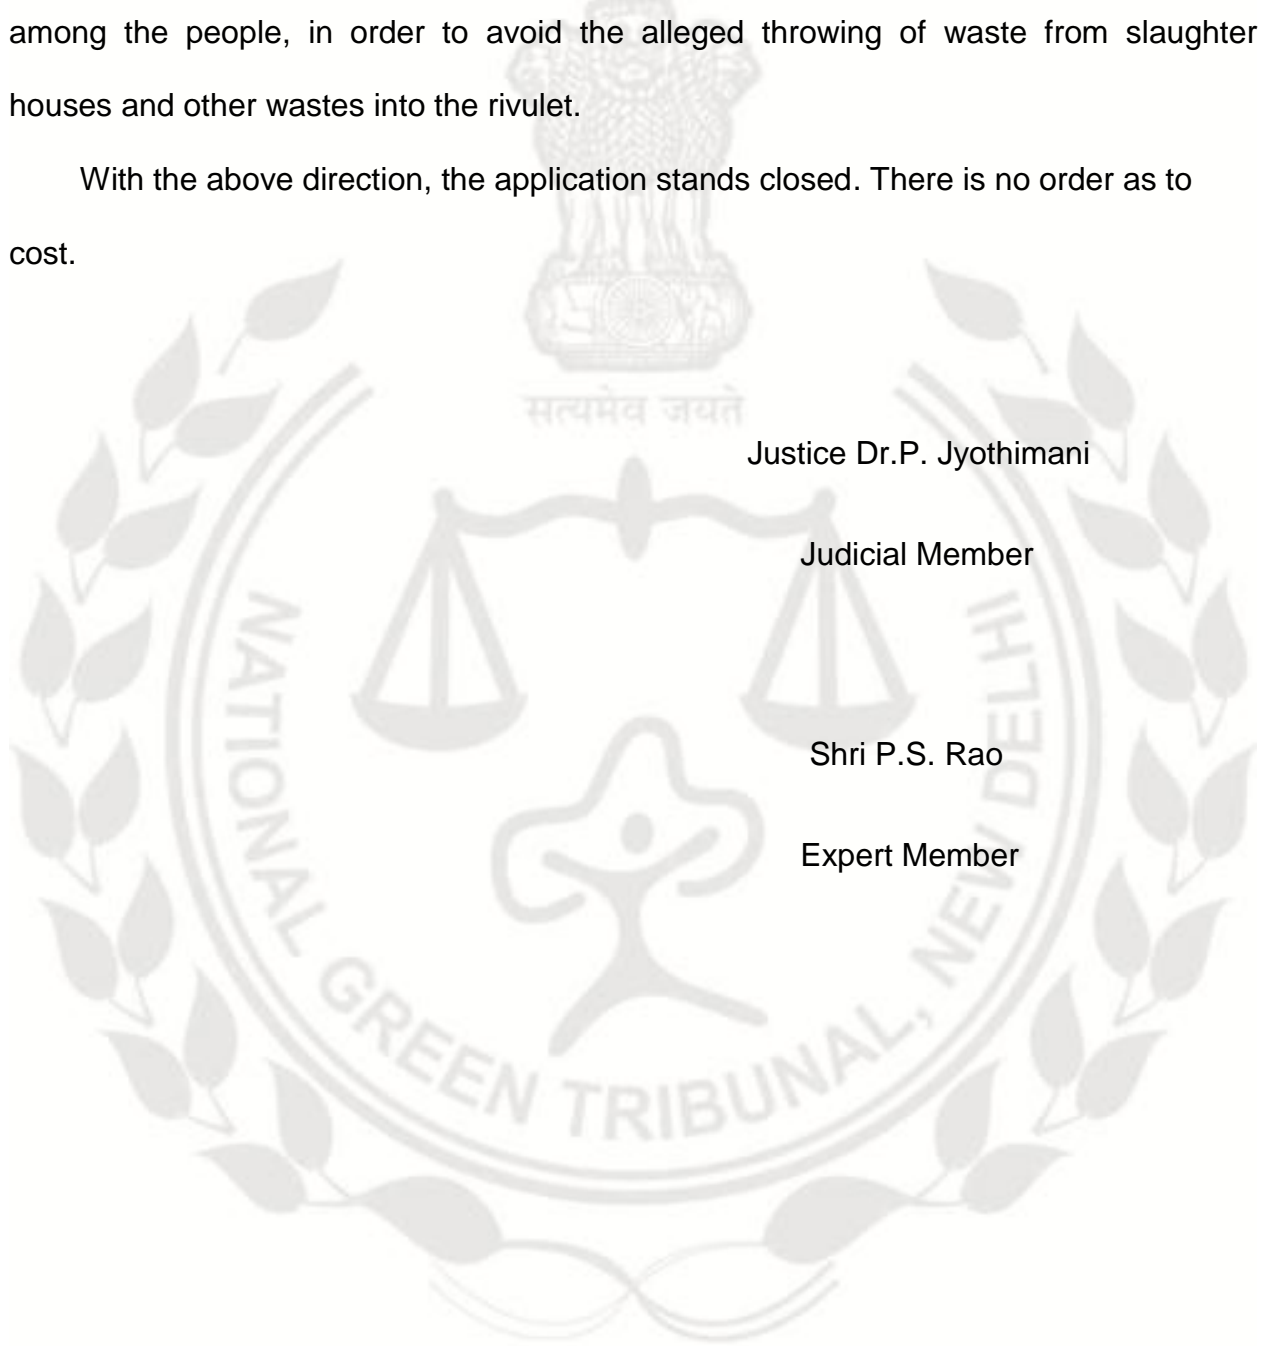 among the people, in order to avoid the alleged throwing of waste from slaughter
houses and other wastes into the rivulet.
With the above direction, the application stands closed. There is no order as to
cost.
सत्यमेव जयते
Justice Dr.P. Jyothimani
Judicial Member
Shri P.S. Rao
Expert Member
NATIONAL GREEN TRIBUNAL, NEW DELHI